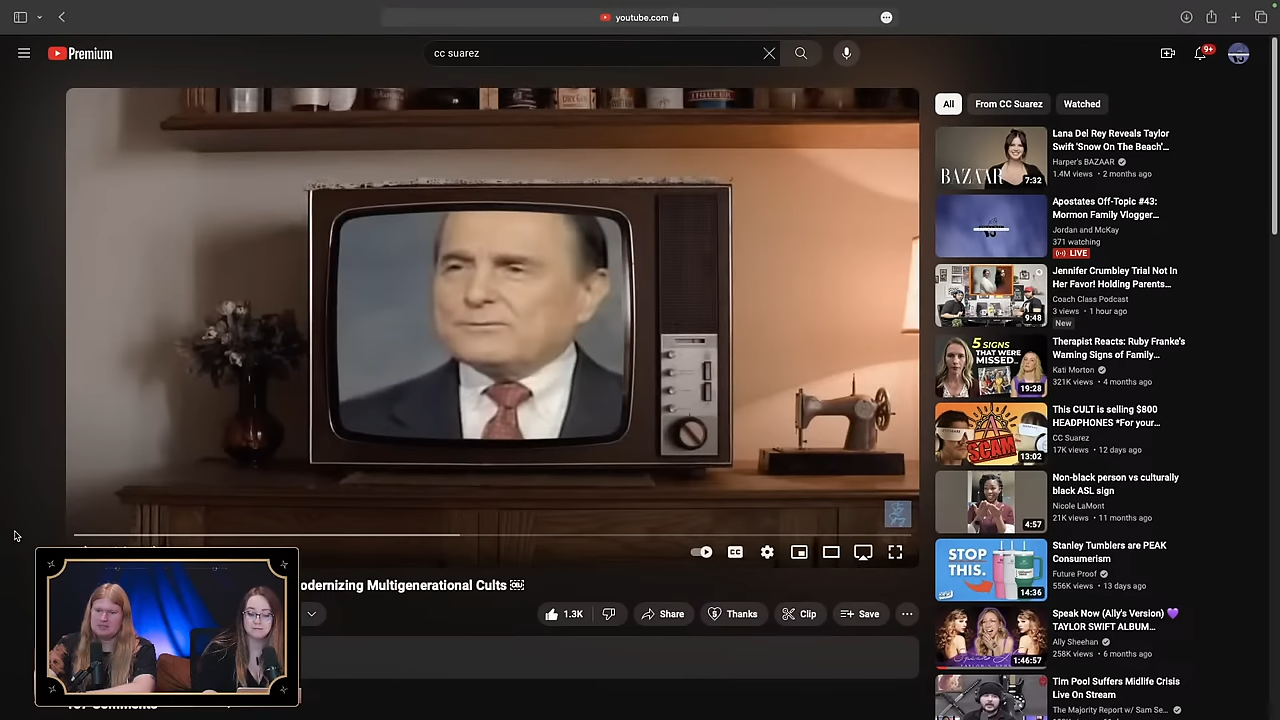 youtube.com
Premium
cc suarez
9+
All
From CC Suarez
Watched
LIQUEUR
Lana Del Rey Reveals Taylor
Swift 'Snow On The Beach'...
Harper's BAZAAR
1.4M views • 2 months ago
BAZAAR
7:32
Apostates Off-Topic #43:
Mormon Family Vlogger...
Jordan and McKay
371 watching
LIVE
Jennifer Crumbley Trial Not In
Her Favor! Holding Parents...
Coach Class Podcast
3 views • 1 hour ago
New
9:48
5 SIGNS
THAT WERE
MISSED..
Therapist Reacts: Ruby Franke's
Warning Signs of Family...
Kati Morton
321K views • 4 months ago
19:28
This CULT is selling $800
HEADPHONES *For your...
CC Suarez
17K views • 12 days ago
SCAM
13:02
Non-black person vs culturally
black ASL sign
Nicole LaMont
21K views • 11 months ago
4:57
STOP
THIS.
Stanley Tumblers are PEAK
Consumerism
Future Proof
556K views • 13 days ago
14:36
Speak Now (Ally's Version) 💜
TAYLOR SWIFT ALBUM...
Ally Sheehan
258K views • 6 months ago
1:46:57
Tim Pool Suffers Midlife Crisis
Live On Stream
The Majority Report w/ Sam Se...
CC
odernizing Multigenerational Cults
1.3K
Share
Thanks
Clip
Save